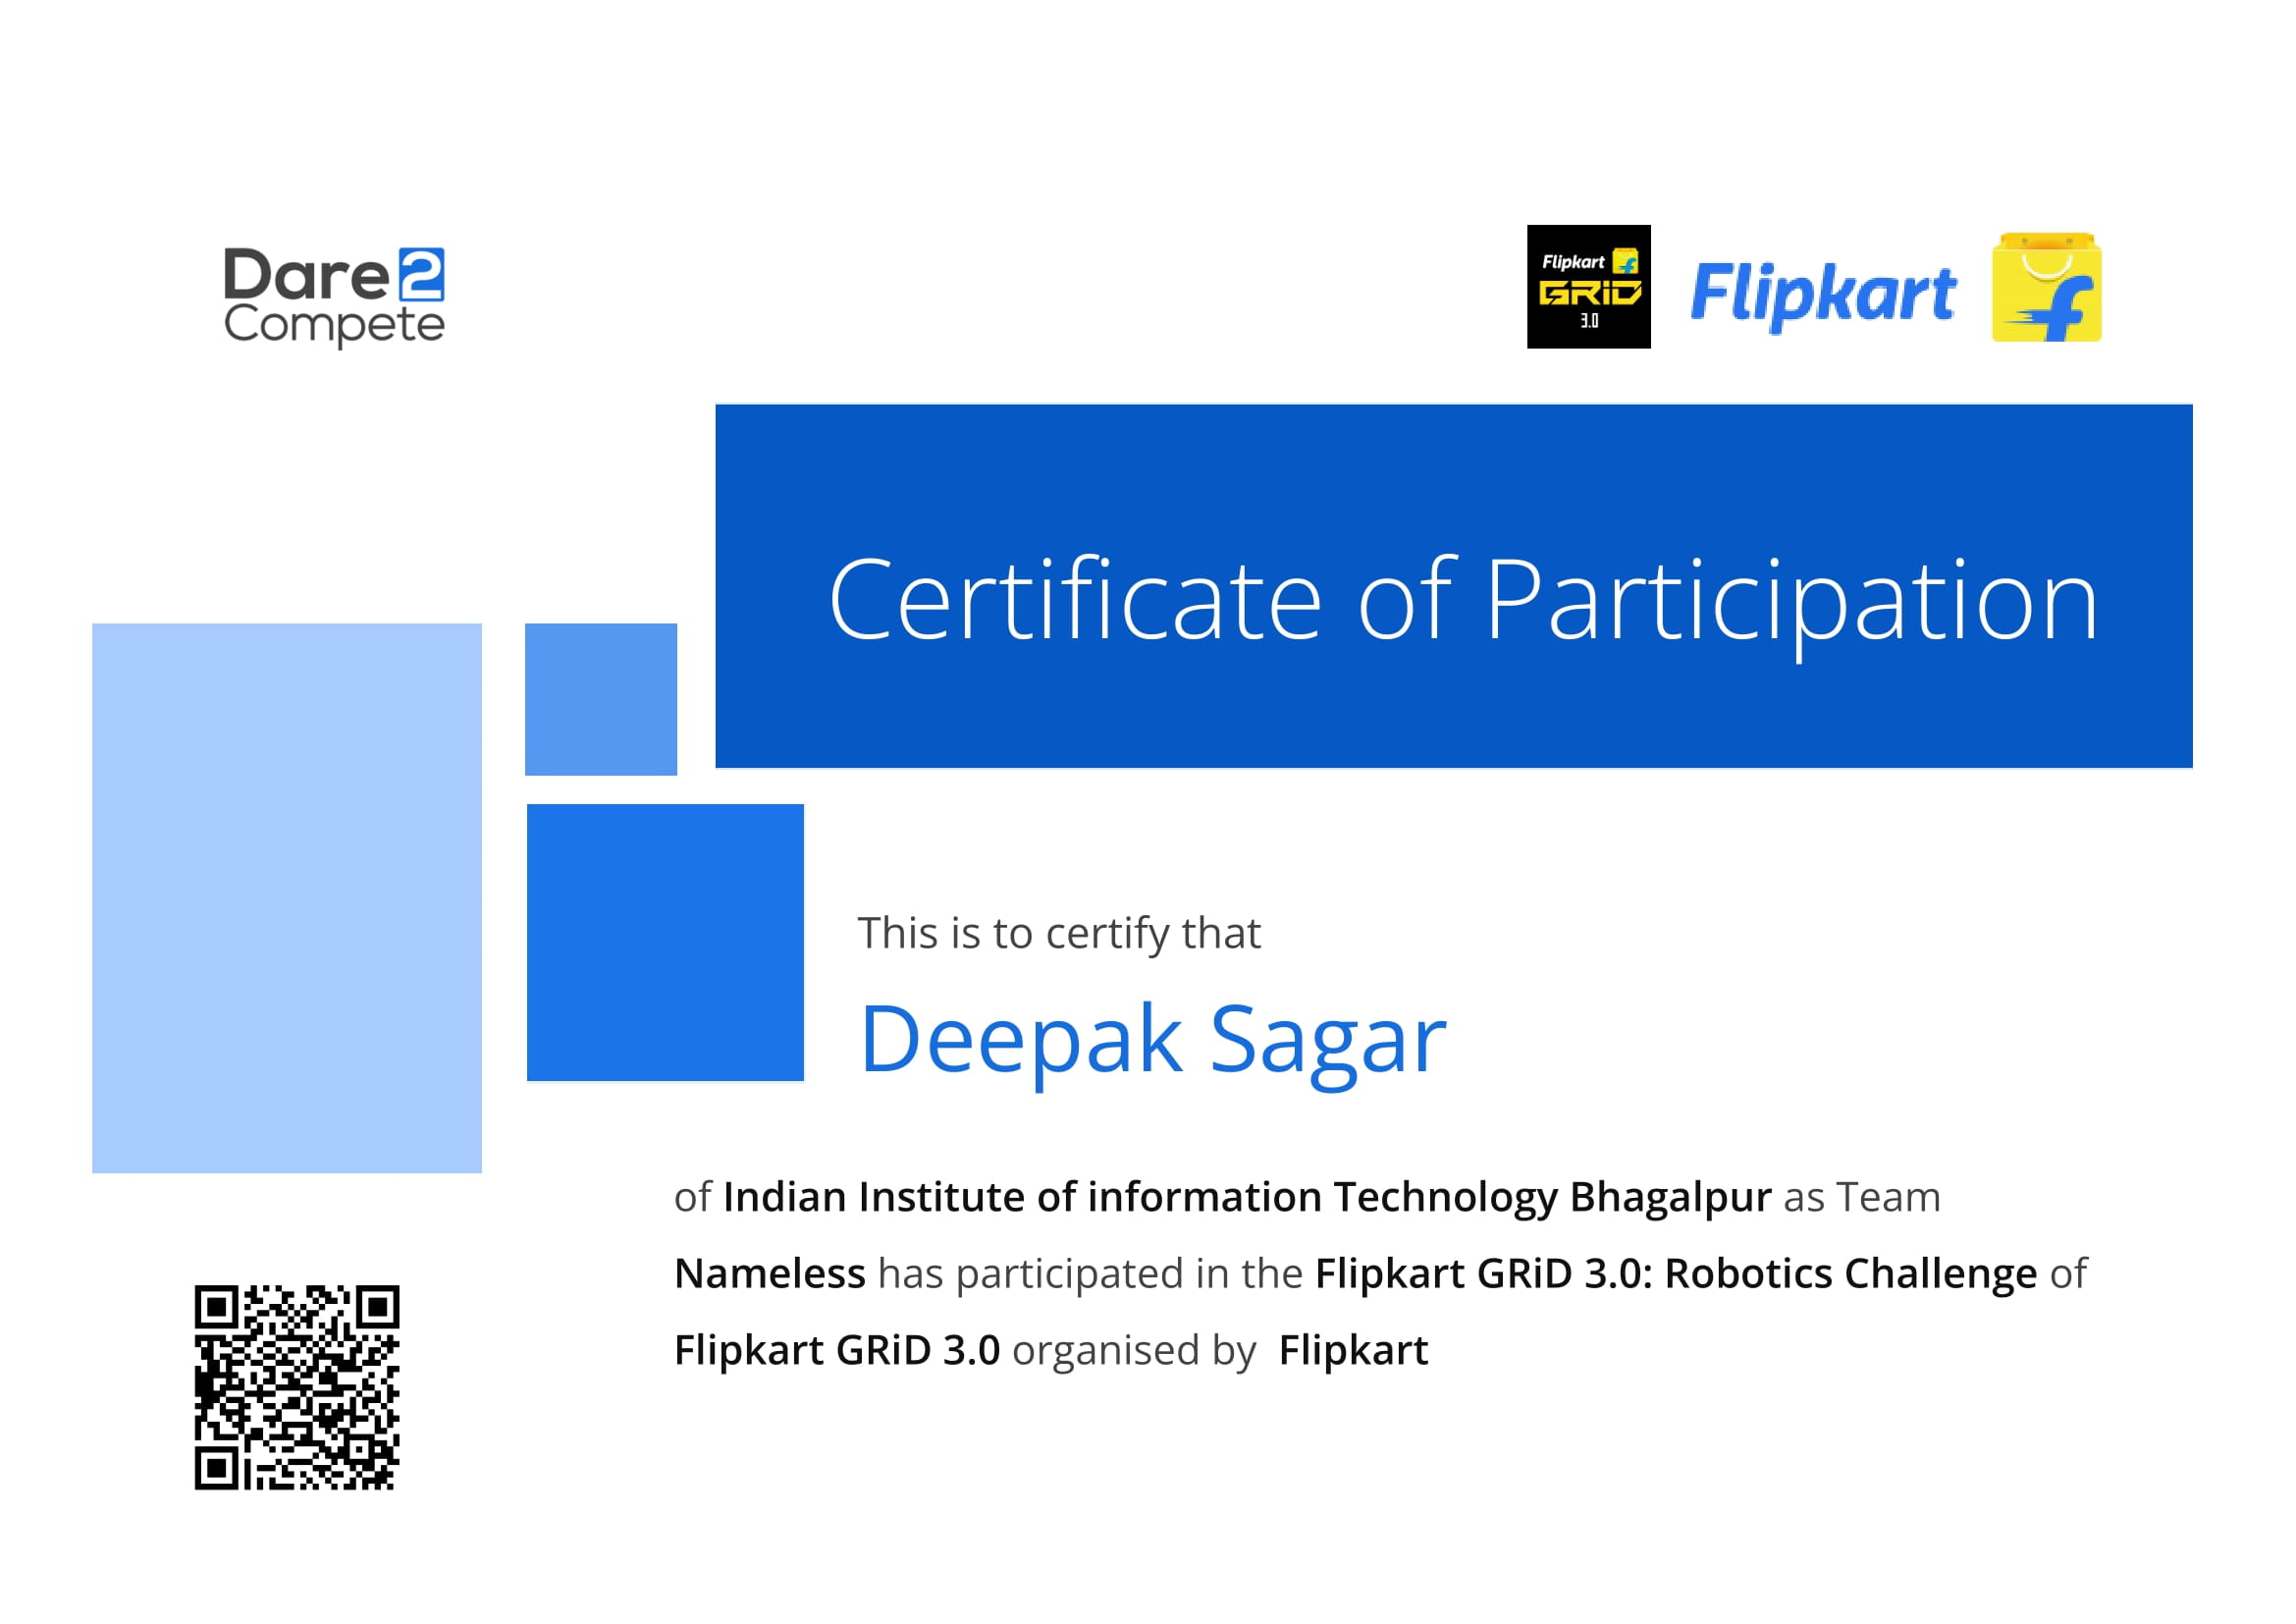 Dare2
Compete
Flipkart
GRiD
3.0
Flipkart
Certificate of Participation
This is to certify that
Deepak Sagar
of Indian Institute of information Technology Bhagalpur as Team
Nameless has participated in the Flipkart GRiD 3.0: Robotics Challenge of
Flipkart GRiD 3.0 organised by Flipkart